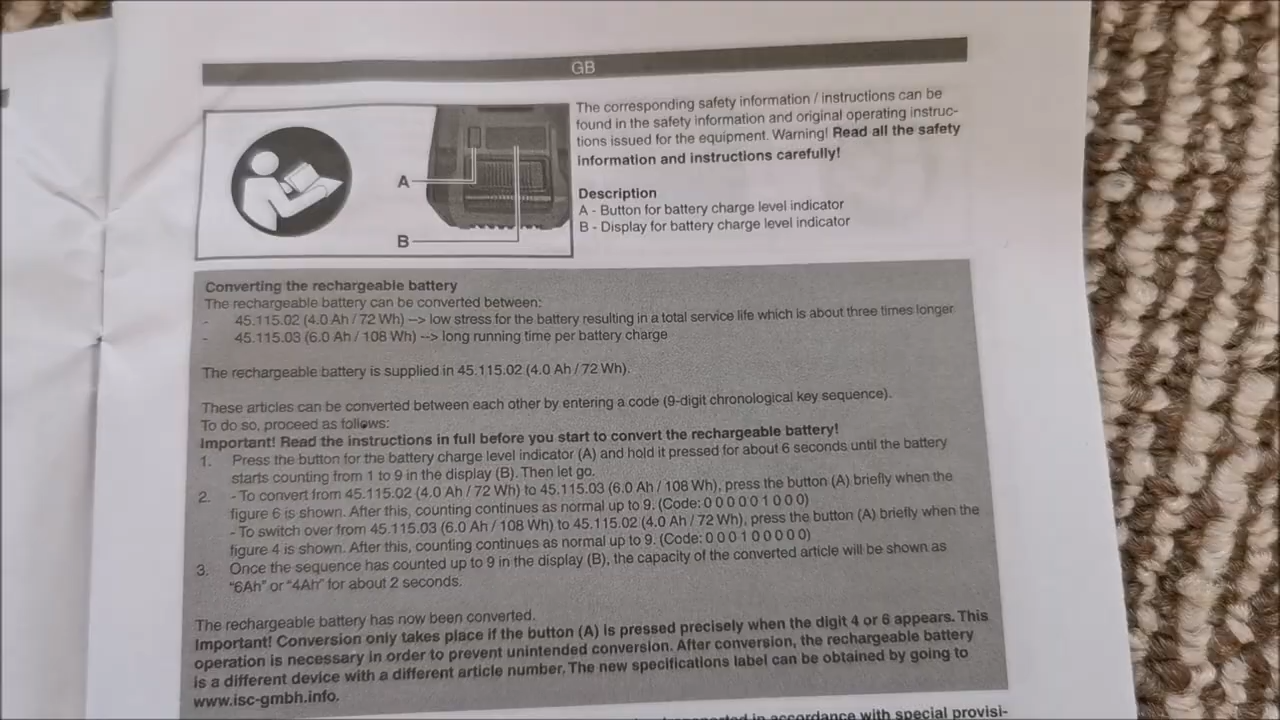 GB
The corresponding safety information / instructions can be
found in the safety information and original operating instruc-
tions issued for the equipment. Warning! Read all the safety
information and instructions carefully!
A
B
Description
A - Button for battery charge level indicator
B - Display for battery charge level indicator
Converting the rechargeable battery
The rechargeable battery can be converted between:
- 45.115.02 (4.0 Ah / 72 Wh) --> low stress for the battery resulting in a total service life which is about three times longer
- 45.115.03 (6.0 Ah / 108 Wh) --> long running time per battery charge
The rechargeable battery is supplied in 45.115.02 (4.0 Ah / 72 Wh).
These articles can be converted between each other by entering a code (9-digit chronological key sequence).
To do so, proceed as follows:
Important! Read the instructions in full before you start to convert the rechargeable battery!
1. Press the button for the battery charge level indicator (A) and hold it pressed for about 6 seconds until the battery
starts counting from 1 to 9 in the display (B). Then let go.
2. - To convert from 45.115.02 (4.0 Ah / 72 Wh) to 45.115.03 (6.0 Ah / 108 Wh), press the button (A) briefly when the
figure 6 is shown. After this, counting continues as normal up to 9. (Code: 0 0 0 0 0 1 0 0 0)
- To switch over from 45.115.03 (6.0 Ah / 108 Wh) to 45.115.02 (4.0 Ah / 72 Wh), press the button (A) briefly when the
figure 4 is shown. After this, counting continues as normal up to 9. (Code: 0 0 0 1 0 0 0 0 0)
3. Once the sequence has counted up to 9 in the display (B), the capacity of the converted article will be shown as
"6Ah" or "4Ah" for about 2 seconds.
The rechargeable battery has now been converted.
Important! Conversion only takes place if the button (A) is pressed precisely when the digit 4 or 6 appears. This
operation is necessary in order to prevent unintended conversion. After conversion, the rechargeable battery
is a different device with a different article number. The new specifications label can be obtained by going to
www.isc-gmbh.info.
in accordance with special provisi-